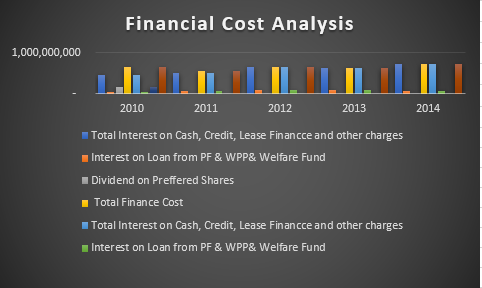 Financial Cost Analysis
1,000,000,000
-
2010 2011 2012 2013 2014
Total Interest on Cash, Credit, Lease Financce and other charges
Interest on Loan from PF & WPP& Welfare Fund
Dividend on Preffered Shares
Total Finance Cost
Total Interest on Cash, Credit, Lease Financce and other charges
Interest on Loan from PF & WPP& Welfare Fund